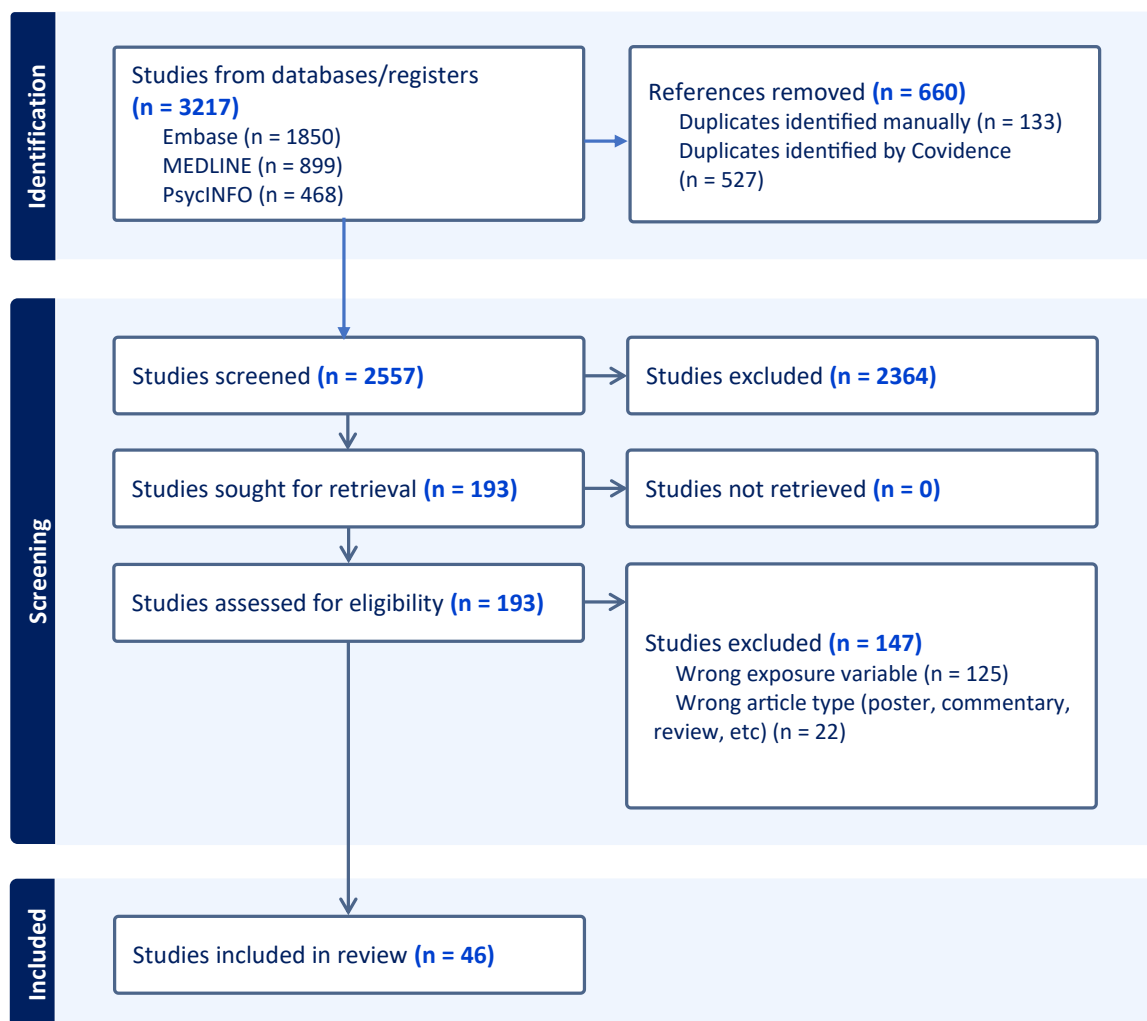 Identification
Studies from databases/registers
(n = 3217)
Embase (n = 1850)
MEDLINE (n = 899)
PsycINFO (n = 468)
References removed (n = 660)
Duplicates identified manually (n = 133)
Duplicates identified by Covidence
(n = 527)
Screening
Studies screened (n = 2557)
Studies excluded (n = 2364)
Studies sought for retrieval (n = 193)
Studies not retrieved (n = 0)
Studies assessed for eligibility (n = 193)
Studies excluded (n = 147)
Wrong exposure variable (n = 125)
Wrong article type (poster, commentary,
review, etc) (n = 22)
Included
Studies included in review (n = 46)